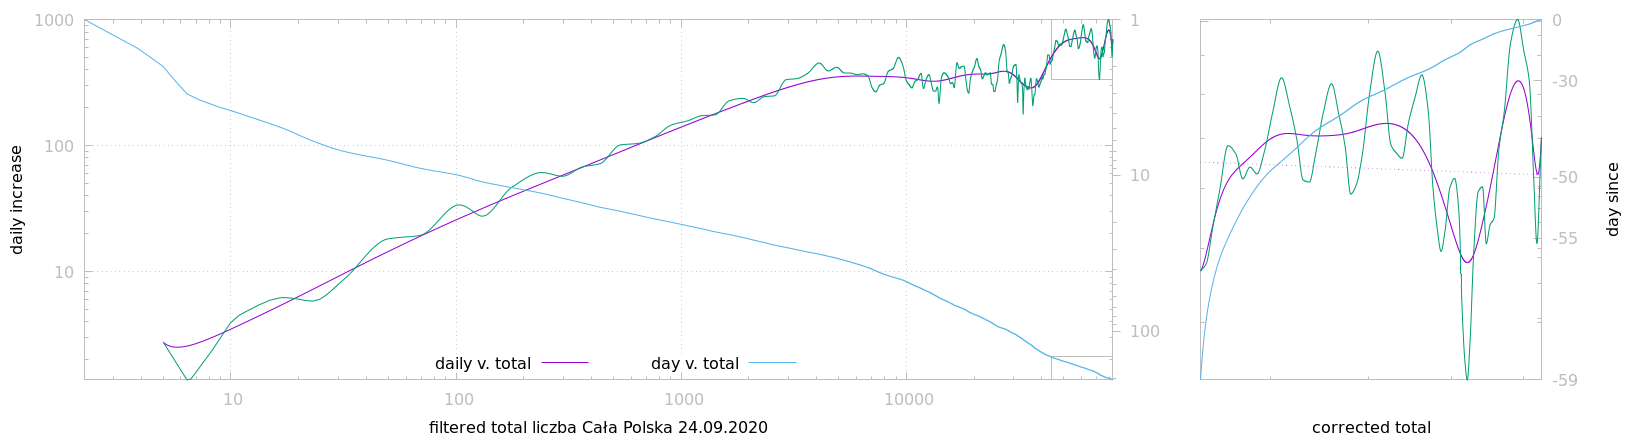 1000
100
10
daily increase
10
100
1000
10000
1
10
100
daily v. total
day v. total
filtered total liczba Cała Polska 24.09.2020
0
-30
-50
-55
-59
day since
corrected total